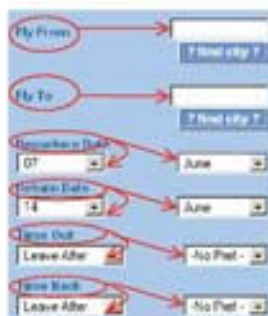 Fly From
? find city ?
Fly To
? find city ?
Departure Date
07 June
Return Date
14 June
Time Out
Leave After -No Pref -
Time Back
Leave After -No Pref -